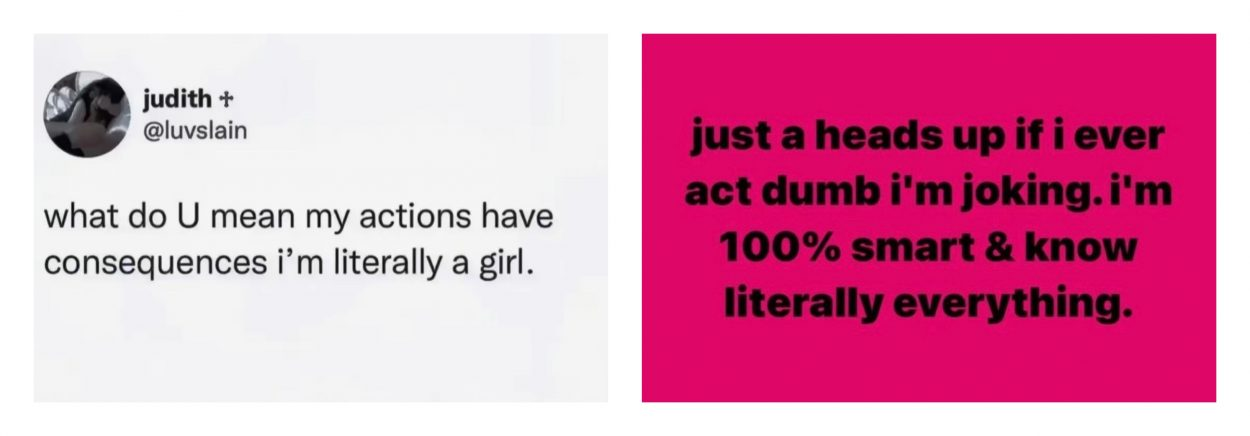 judith ♱
@luvslain
what do U mean my actions have
consequences i’m literally a girl.
just a heads up if i ever
act dumb i'm joking. i'm
100% smart & know
literally everything.